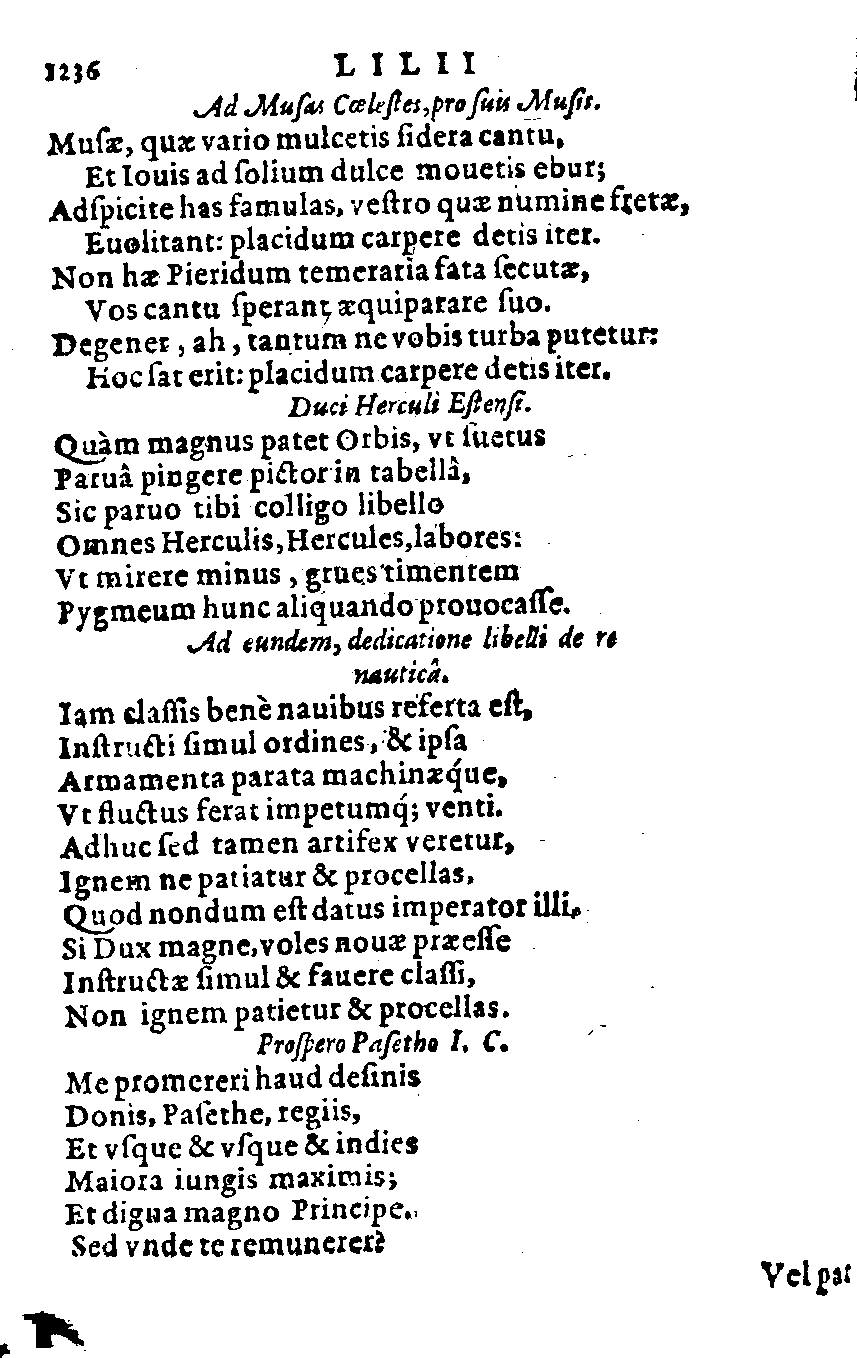 1236 LILII
Ad Muſas Cœleſtes, pro ſuis Muſis.
Muſæ, quæ vario mulcetis ſidera cantu,
Et Iouis ad ſolium dulce mouetis ebur;
Adſpicite has famulas, veſtro quæ numine fretæ,
Euolitant: placidum carpere detis iter.
Non hæ Pieridum temeraria fata ſecutæ,
Vos cantu ſperant æquiparare ſuo.
Degener, ah, tantum ne vobis turba putetur:
Hoc ſat erit: placidum carpere detis iter.
Duci Herculi Eſtenſi.
Quàm magnus patet Orbis, vt ſuetus
Paruâ pingere pictor in tabellâ,
Sic paruo tibi colligo libello
Omnes Herculis, Hercules, labores:
Vt mirere minus, grues timentem
Pygmeum hunc aliquando prouocaſſe.
Ad eundem, dedicatione libelli de re
nauticâ.
Iam claſſis benè nauibus referta eſt,
Inſtructi ſimul ordines, & ipſa
Armamenta parata machinæq́ue,
Vt fluctus ferat impetumq́; venti.
Adhuc ſed tamen artifex veretur,
Ignem ne patiatur & procellas,
Quod nondum eſt datus imperator illi.
Si Dux magne, voles nouæ præeſſe
Inſtructæ ſimul & fauere claſſi,
Non ignem patietur & procellas.
Proſpero Paſetho I. C.
Me promereri haud deſinis
Donis, Paſethe, regiis,
Et vſque & vſque & indies
Maiora iungis maximis;
Et digna magno Principe.
Sed vnde te remunerer?
Vel par